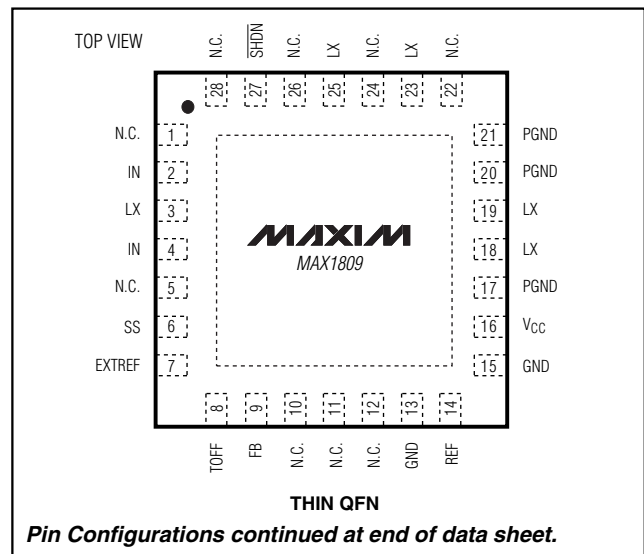 TOP VIEW
N.C.
SHDN
N.C.
LX
N.C.
LX
N.C.
28
27
26
25
24
23
22
N.C. 1
IN 2
LX 3
IN 4
N.C. 5
SS 6
EXTREF 7
MAXIM
MAX1809
21 PGND
20 PGND
19 LX
18 LX
17 PGND
16 VCC
15 GND
8
9
10
11
12
13
14
TOFF
FB
N.C.
N.C.
N.C.
GND
REF
THIN QFN
Pin Configurations continued at end of data sheet.